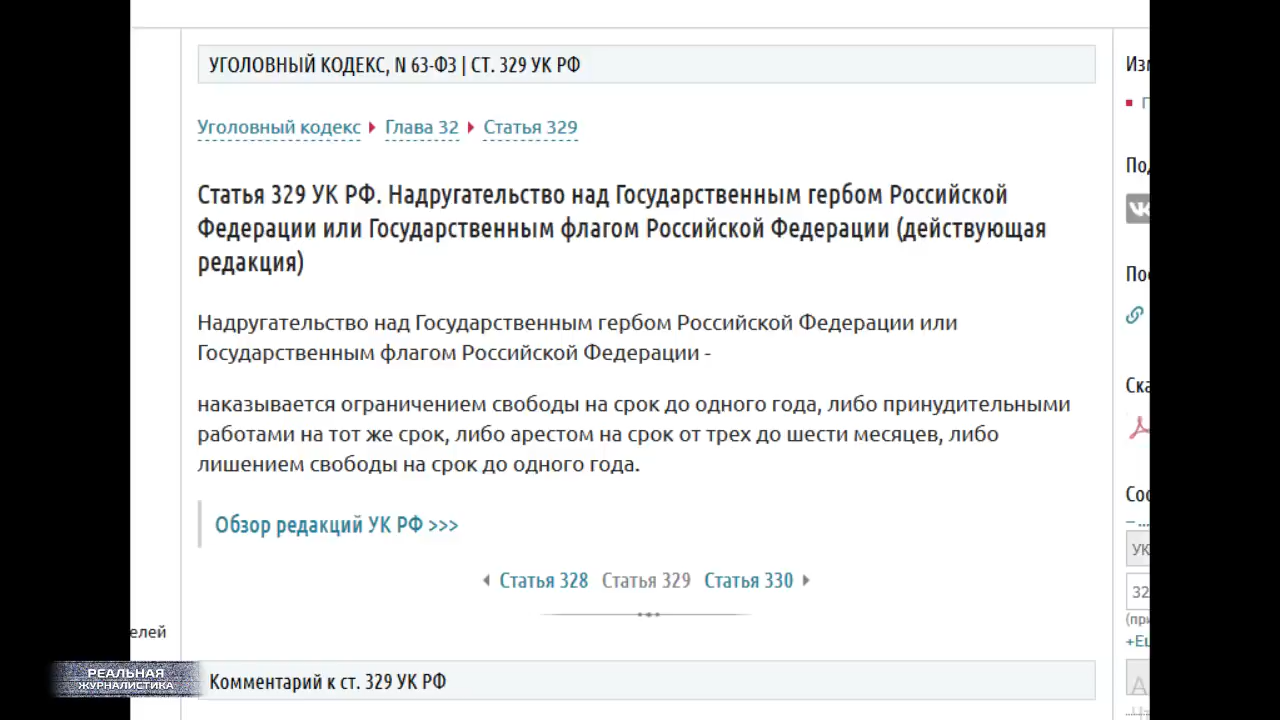 УГОЛОВНЫЙ КОДЕКС, N 63-ФЗ | СТ. 329 УК РФ
Уголовный кодекс Глава 32 Статья 329
Статья 329 УК РФ. Надругательство над Государственным гербом Российской
Федерации или Государственным флагом Российской Федерации (действующая
редакция)
Надругательство над Государственным гербом Российской Федерации или
Государственным флагом Российской Федерации -
наказывается ограничением свободы на срок до одного года, либо принудительными
работами на тот же срок, либо арестом на срок от трех до шести месяцев, либо
лишением свободы на срок до одного года.
Обзор редакций УК РФ >>>
Статья 328 Статья 329 Статья 330
Комментарий к ст. 329 УК РФ
РЕАЛЬНАЯ
ЖУРНАЛИСТИКА